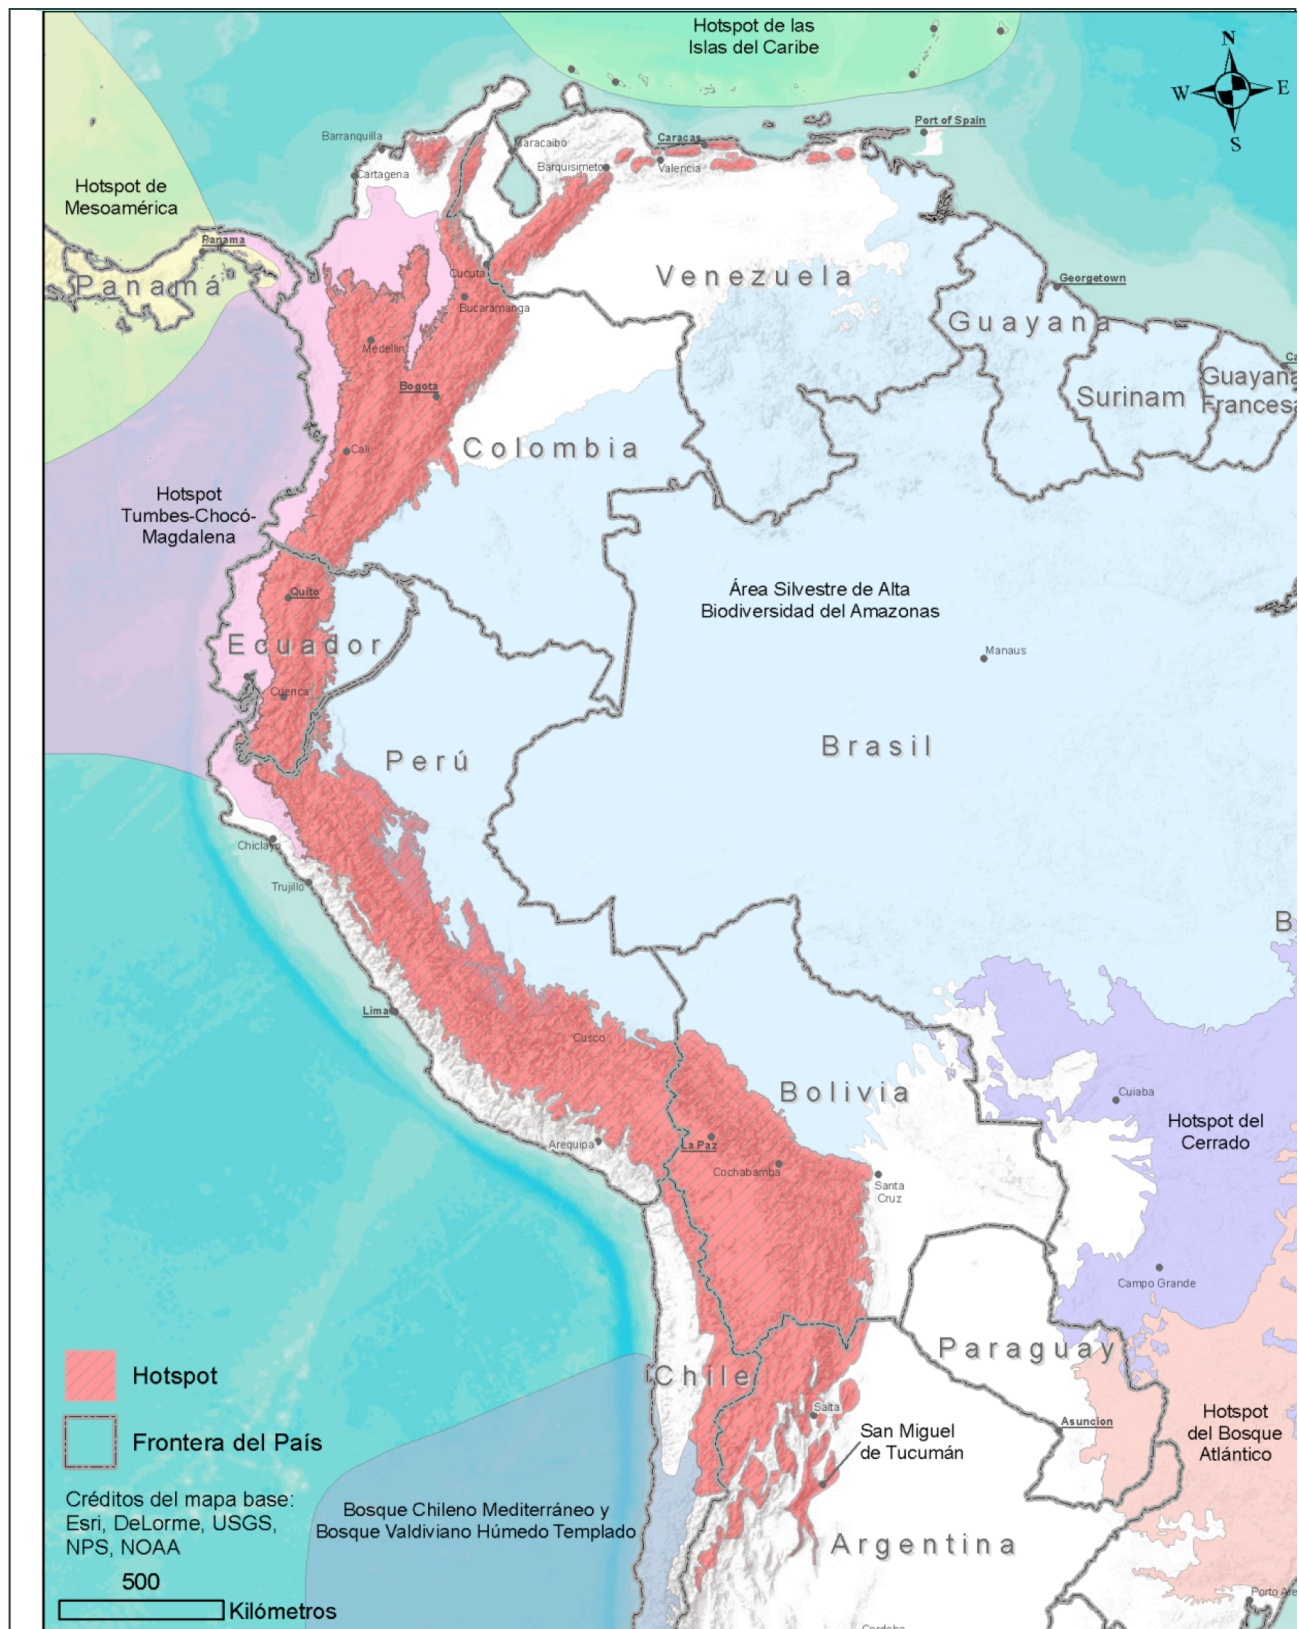 Hotspot de las
Islas del Caribe
N
W
E
S
Port of Spain
Barranquilla
Maracaibo
Caracas
Cartagena
Barquisimeto
Valencia
Hotspot de
Mesoamérica
Panama
Panamá
Cucuta
Bucaramanga
Venezuela
Georgetown
Guayana
Medellin
Bogota
Surinam
Guayana
Francesa
Ca
Cali
Colombia
Hotspot
Tumbes-Chocó-
Magdalena
Quito
Área Silvestre de Alta
Biodiversidad del Amazonas
Ecuador
Manaus
Cuenca
Perú
Brasil
Chiclayo
Trujillo
B
Lima
Cusco
Bolivia
Cuiaba
Hotspot del
Cerrado
Arequipa
La Paz
Cochabamba
Santa
Cruz
Campo Grande
Paraguay
Chile
Hotspot
Salta
Asuncion
Hotspot
del Bosque
Atlántico
San Miguel
de Tucumán
Frontera del País
Créditos del mapa base:
Esri, DeLorme, USGS,
NPS, NOAA
Bosque Chileno Mediterráneo y
Bosque Valdiviano Húmedo Templado
Argentina
500
Kilómetros
Porto Ale